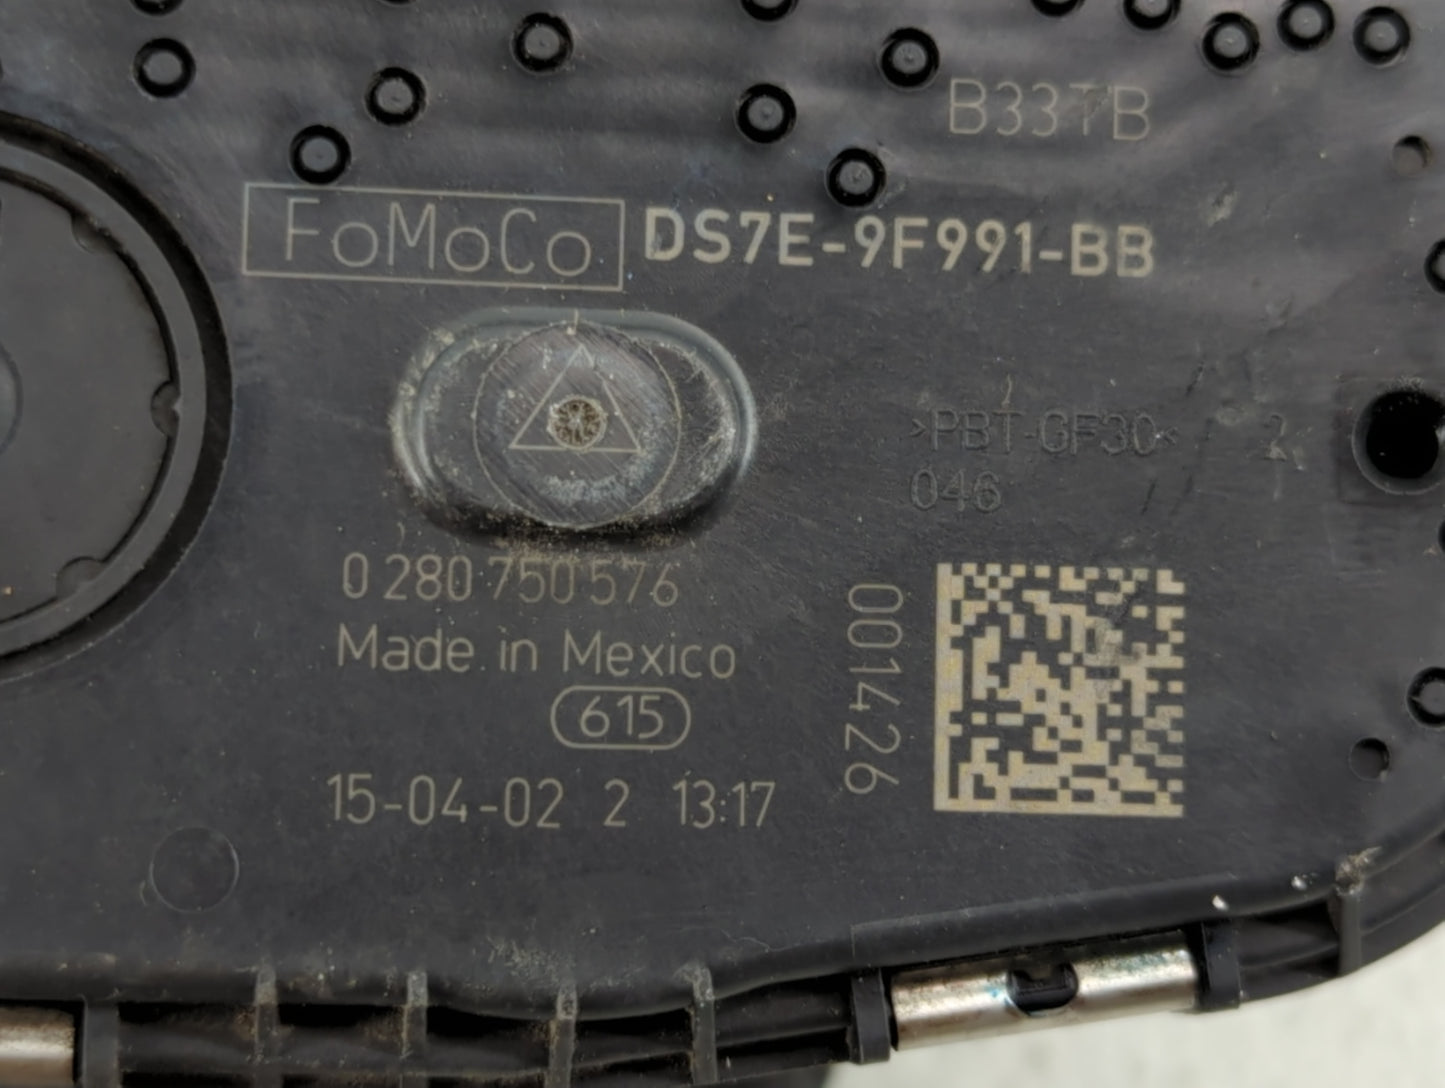 B33TB
FoMoCo DS7E-9F991-BB
>PBT-GF30< 2
046
0 280 750 576
Made in Mexico
615
15-04-02 2 13:17
001426